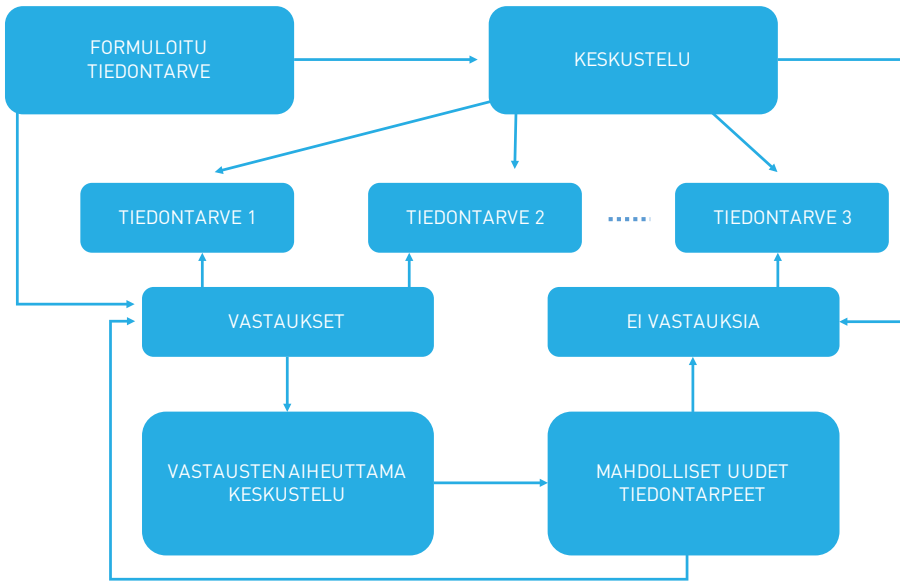 FORMULOITU
TIEDONTARVE
KESKUSTELU
TIEDONTARVE 1
TIEDONTARVE 2
TIEDONTARVE 3
VASTAUKSET
EI VASTAUKSIA
VASTAUSTEN AIHEUTTAMA
KESKUSTELU
MAHDOLLISET UUDET
TIEDONTARPEET